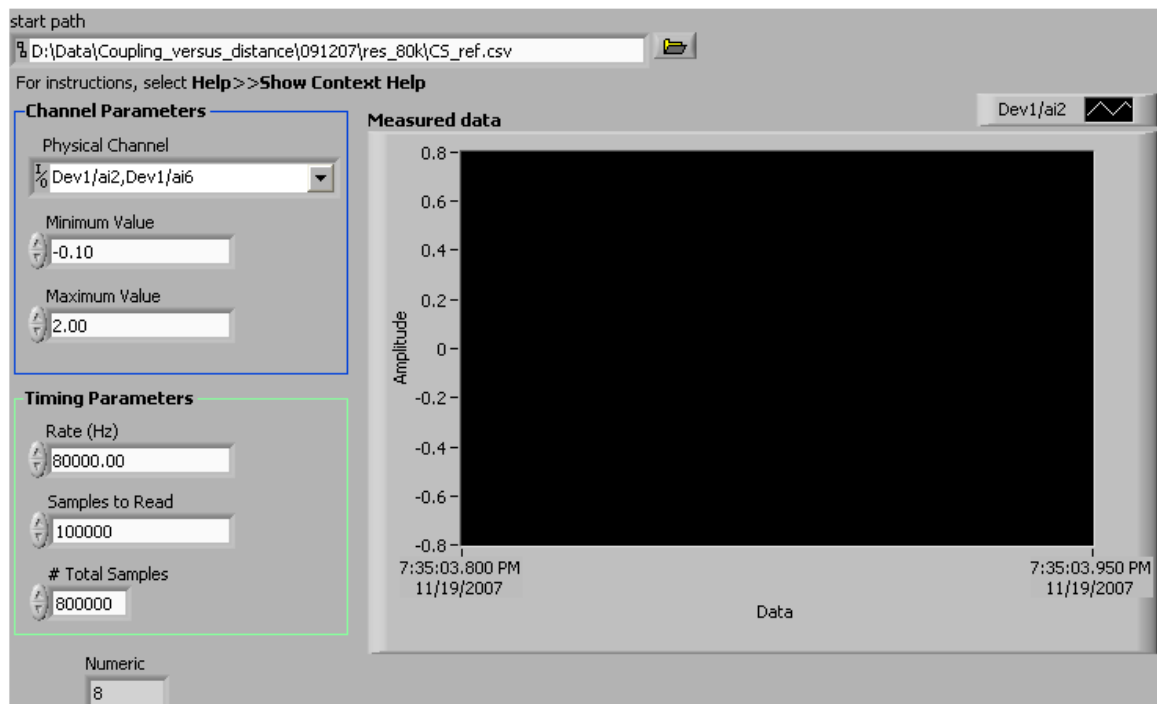 start path
D:\Data\Coupling_versus_distance\091207\res_80k\C5_ref.csv
For instructions, select Help>>Show Context Help
Channel Parameters
Physical Channel
Dev1/ai2,Dev1/ai6
Minimum Value
-0.10
Maximum Value
2.00
Timing Parameters
Rate (Hz)
80000.00
Samples to Read
100000
# Total Samples
800000
Numeric
8
Measured data
Dev1/ai2
Amplitude
0.8
0.6
0.4
0.2
0
-0.2
-0.4
-0.6
-0.8
7:35:03.800 PM
11/19/2007
7:35:03.950 PM
11/19/2007
Data